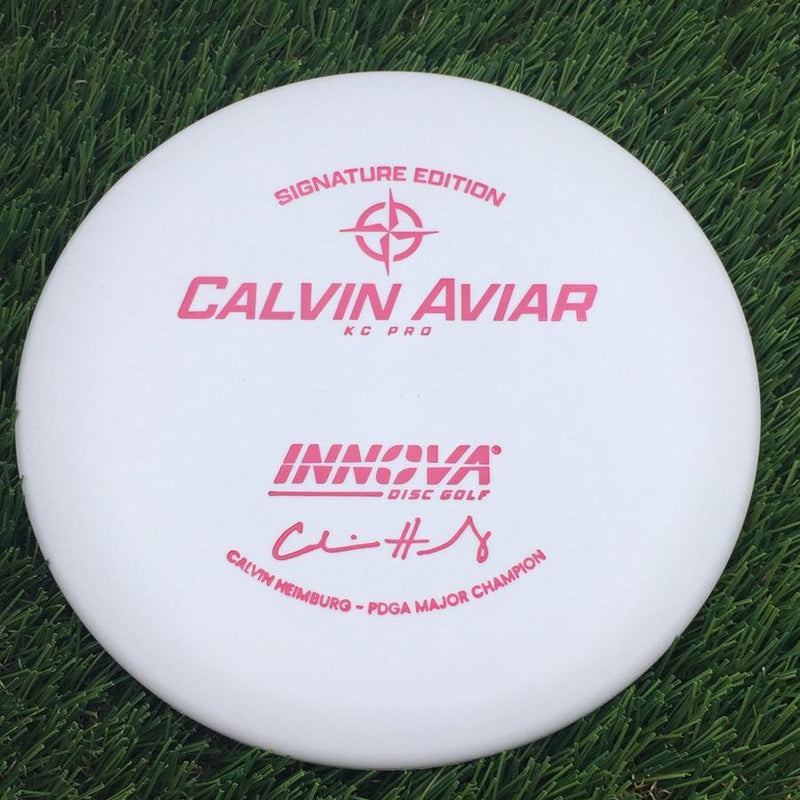 SIGNATURE EDITION
CALVIN AVIAR
KC PRO
INNOVA®
DISC GOLF
CALVIN HEIMBURG - PDGA MAJOR CHAMPION